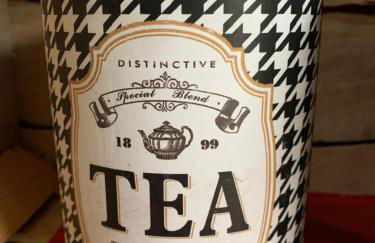 DISTINCTIVE
Special Blend
18 99
TEA